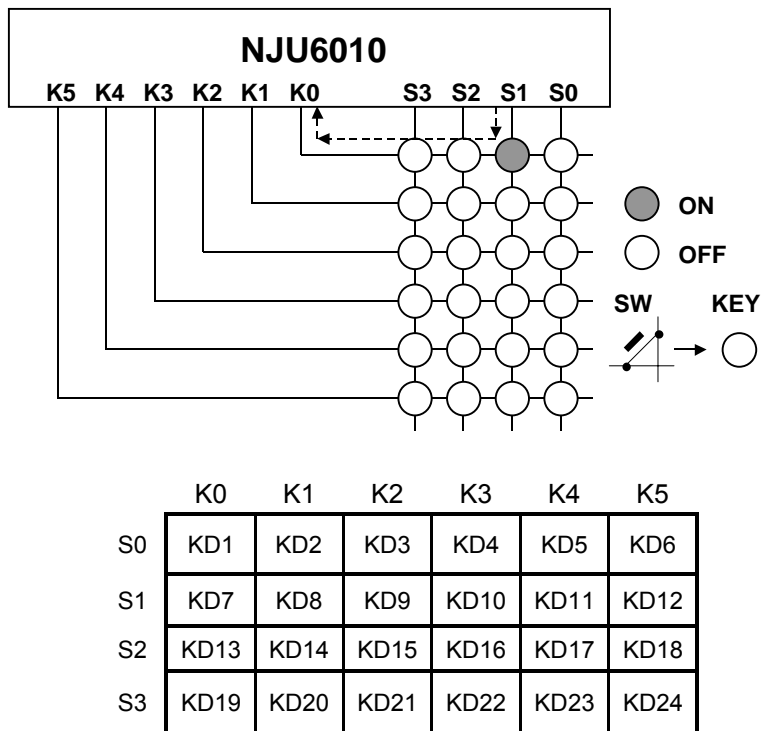 NJU6010
K5 K4 K3 K2 K1 K0 S3 S2 S1 S0
ON
OFF
SW KEY
K0 K1 K2 K3 K4 K5
S0 KD1 KD2 KD3 KD4 KD5 KD6
S1 KD7 KD8 KD9 KD10 KD11 KD12
S2 KD13 KD14 KD15 KD16 KD17 KD18
S3 KD19 KD20 KD21 KD22 KD23 KD24